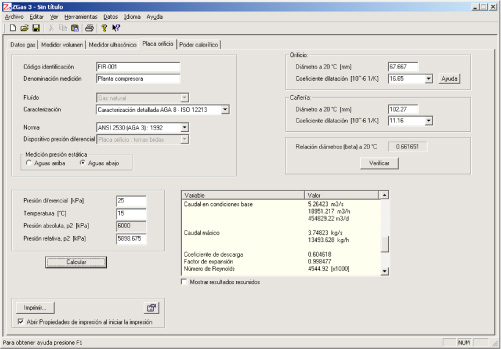 ZGas 3 - Sin título
Archivo Editar Ver Herramientas Datos Idioma Ayuda
Datos gas Medidor volumen Medidor ultrasónico Placa orificio Poder calorífico
Código identificación FIR-001
Denominación medición Planta compresora
Fluído Gas natural
Caracterización Caracterización detallada AGA 8 - ISO 12213
Norma ANSI 2530 (AGA 3) : 1992
Dispositivo presión diferencial Placa orificio - tomas bridas
Medición presión estática
Aguas arriba Aguas abajo
Orificio
Diámetro a 20 °C [mm] 67.667
Coeficiente dilatación [10^-6 1/K] 16.65 Ayuda
Cañería
Diámetro a 20 °C [mm] 102.27
Coeficiente dilatación [10^-6 1/K] 11.16
Relación diámetros (beta) a 20 °C 0.661651
Verificar
Presión diferencial [kPa] 25
Temperatura [°C] 15
Presión absoluta, p2 [kPa] 6000
Presión relativa, p2 [kPa] 5898.675
Calcular
Variable Valor
Caudal en condiciones base 5.26423 m3/s
18951.217 m3/h
454829.22 m3/d
Caudal másico 3.74823 kg/s
13493.628 kg/h
Coeficiente de descarga 0.604618
Factor de expansión 0.998477
Número de Reynolds 4544.92 [x1000]
Mostrar resultados resumidos
Imprimir...
Abrir Propiedades de impresión al iniciar la impresión
Para obtener ayuda presione F1 NUM